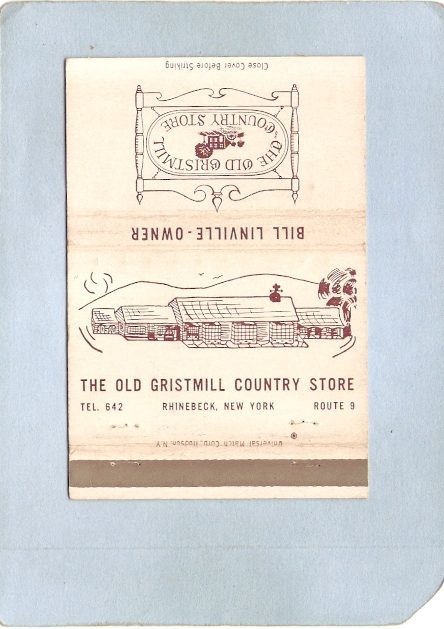 Close Cover Before Striking
THE OLD GRISTMILL
COUNTRY STORE
BILL LINVILLE - OWNER
THE OLD GRISTMILL COUNTRY STORE
TEL. 642 RHINEBECK, NEW YORK ROUTE 9
Universal Match Corp., Hudson, N.Y.